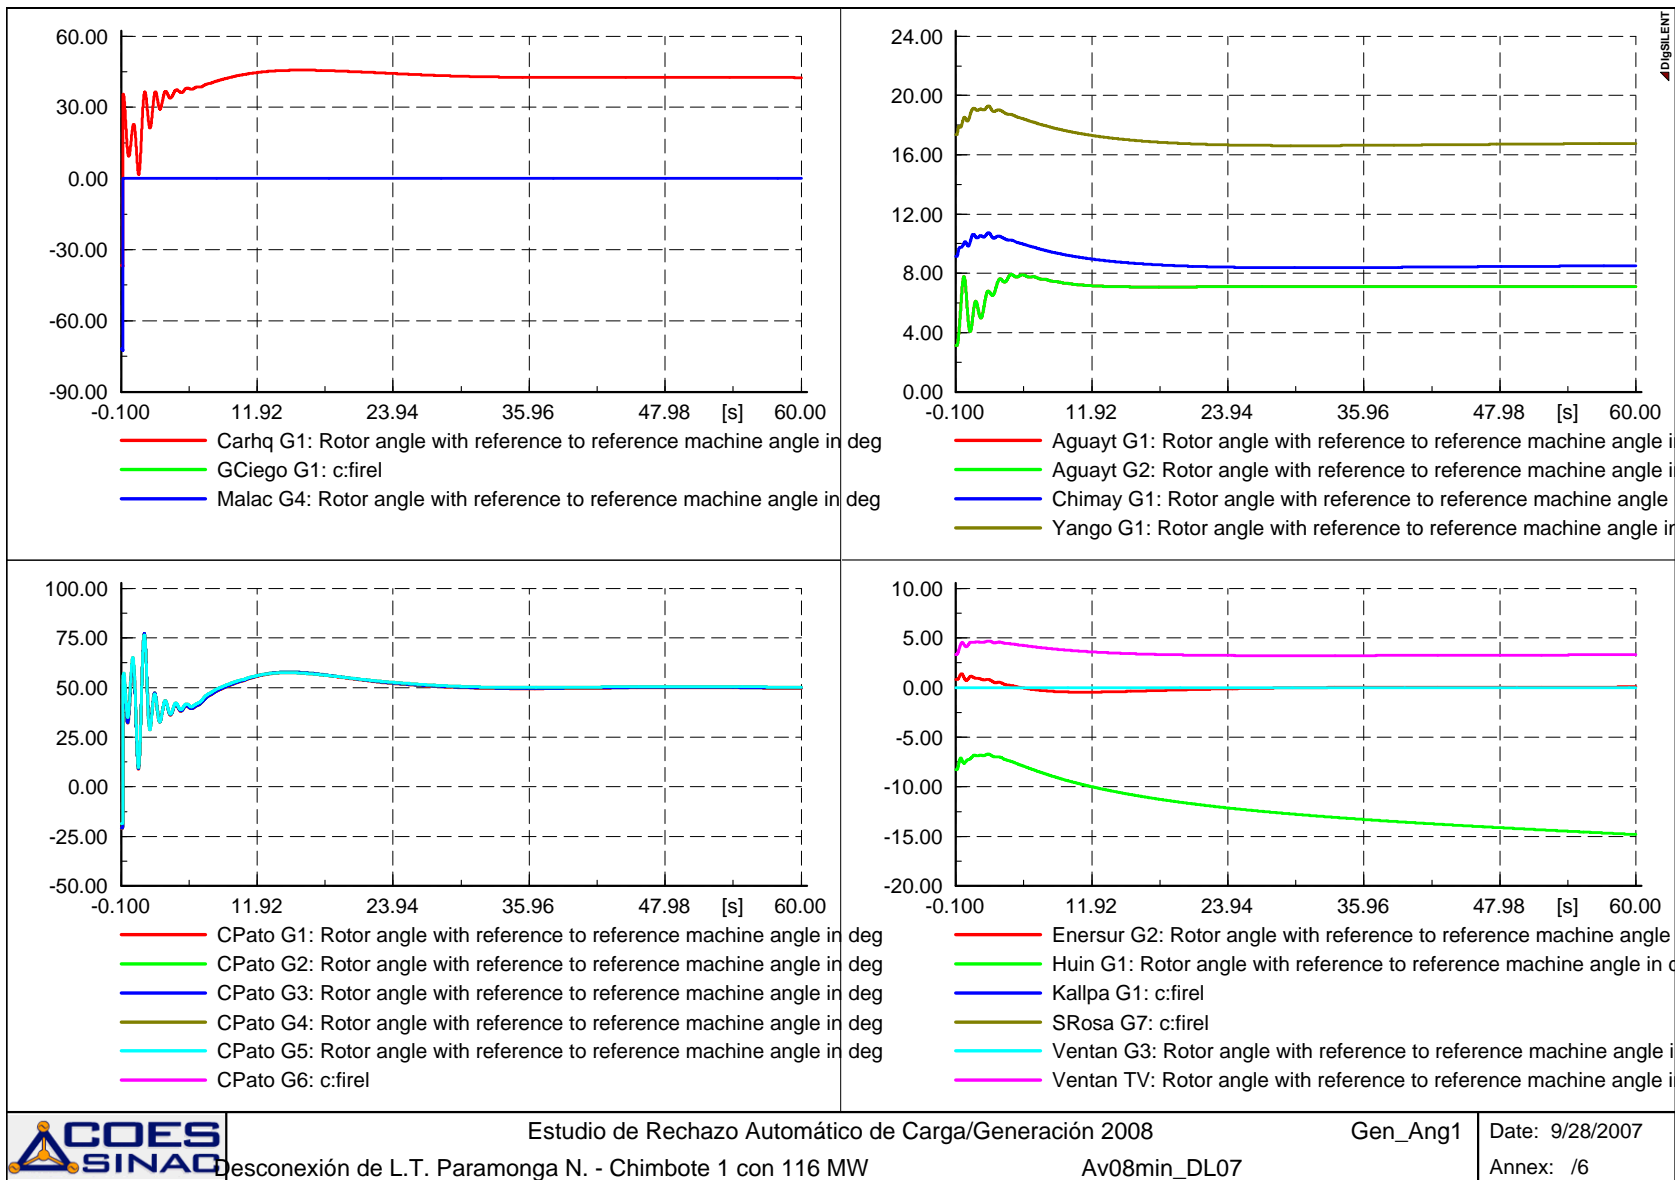 60.00
30.00
0.00
-30.00
-60.00
-90.00
-0.100 11.92 23.94 35.96 47.98 [s] 60.00
Carhq G1: Rotor angle with reference to reference machine angle in deg
GCiego G1: c:firel
Malac G4: Rotor angle with reference to reference machine angle in deg
24.00
20.00
16.00
12.00
8.00
4.00
0.00
-0.100 11.92 23.94 35.96 47.98 [s] 60.00
Aguayt G1: Rotor angle with reference to reference machine angle i
Aguayt G2: Rotor angle with reference to reference machine angle i
Chimay G1: Rotor angle with reference to reference machine angle
Yango G1: Rotor angle with reference to reference machine angle in
DIgSILENT
100.00
75.00
50.00
25.00
0.00
-25.00
-50.00
-0.100 11.92 23.94 35.96 47.98 [s] 60.00
CPato G1: Rotor angle with reference to reference machine angle in deg
CPato G2: Rotor angle with reference to reference machine angle in deg
CPato G3: Rotor angle with reference to reference machine angle in deg
CPato G4: Rotor angle with reference to reference machine angle in deg
CPato G5: Rotor angle with reference to reference machine angle in deg
CPato G6: c:firel
10.00
5.00
0.00
-5.00
-10.00
-15.00
-20.00
-0.100 11.92 23.94 35.96 47.98 [s] 60.00
Enersur G2: Rotor angle with reference to reference machine angle
Huin G1: Rotor angle with reference to reference machine angle in d
Kallpa G1: c:firel
SRosa G7: c:firel
Ventan G3: Rotor angle with reference to reference machine angle i
Ventan TV: Rotor angle with reference to reference machine angle i
COES
SINAC
Estudio de Rechazo Automático de Carga/Generación 2008 Gen_Ang1
Desconexión de L.T. Paramonga N. - Chimbote 1 con 116 MW Av08min_DL07
Date: 9/28/2007
Annex: /6